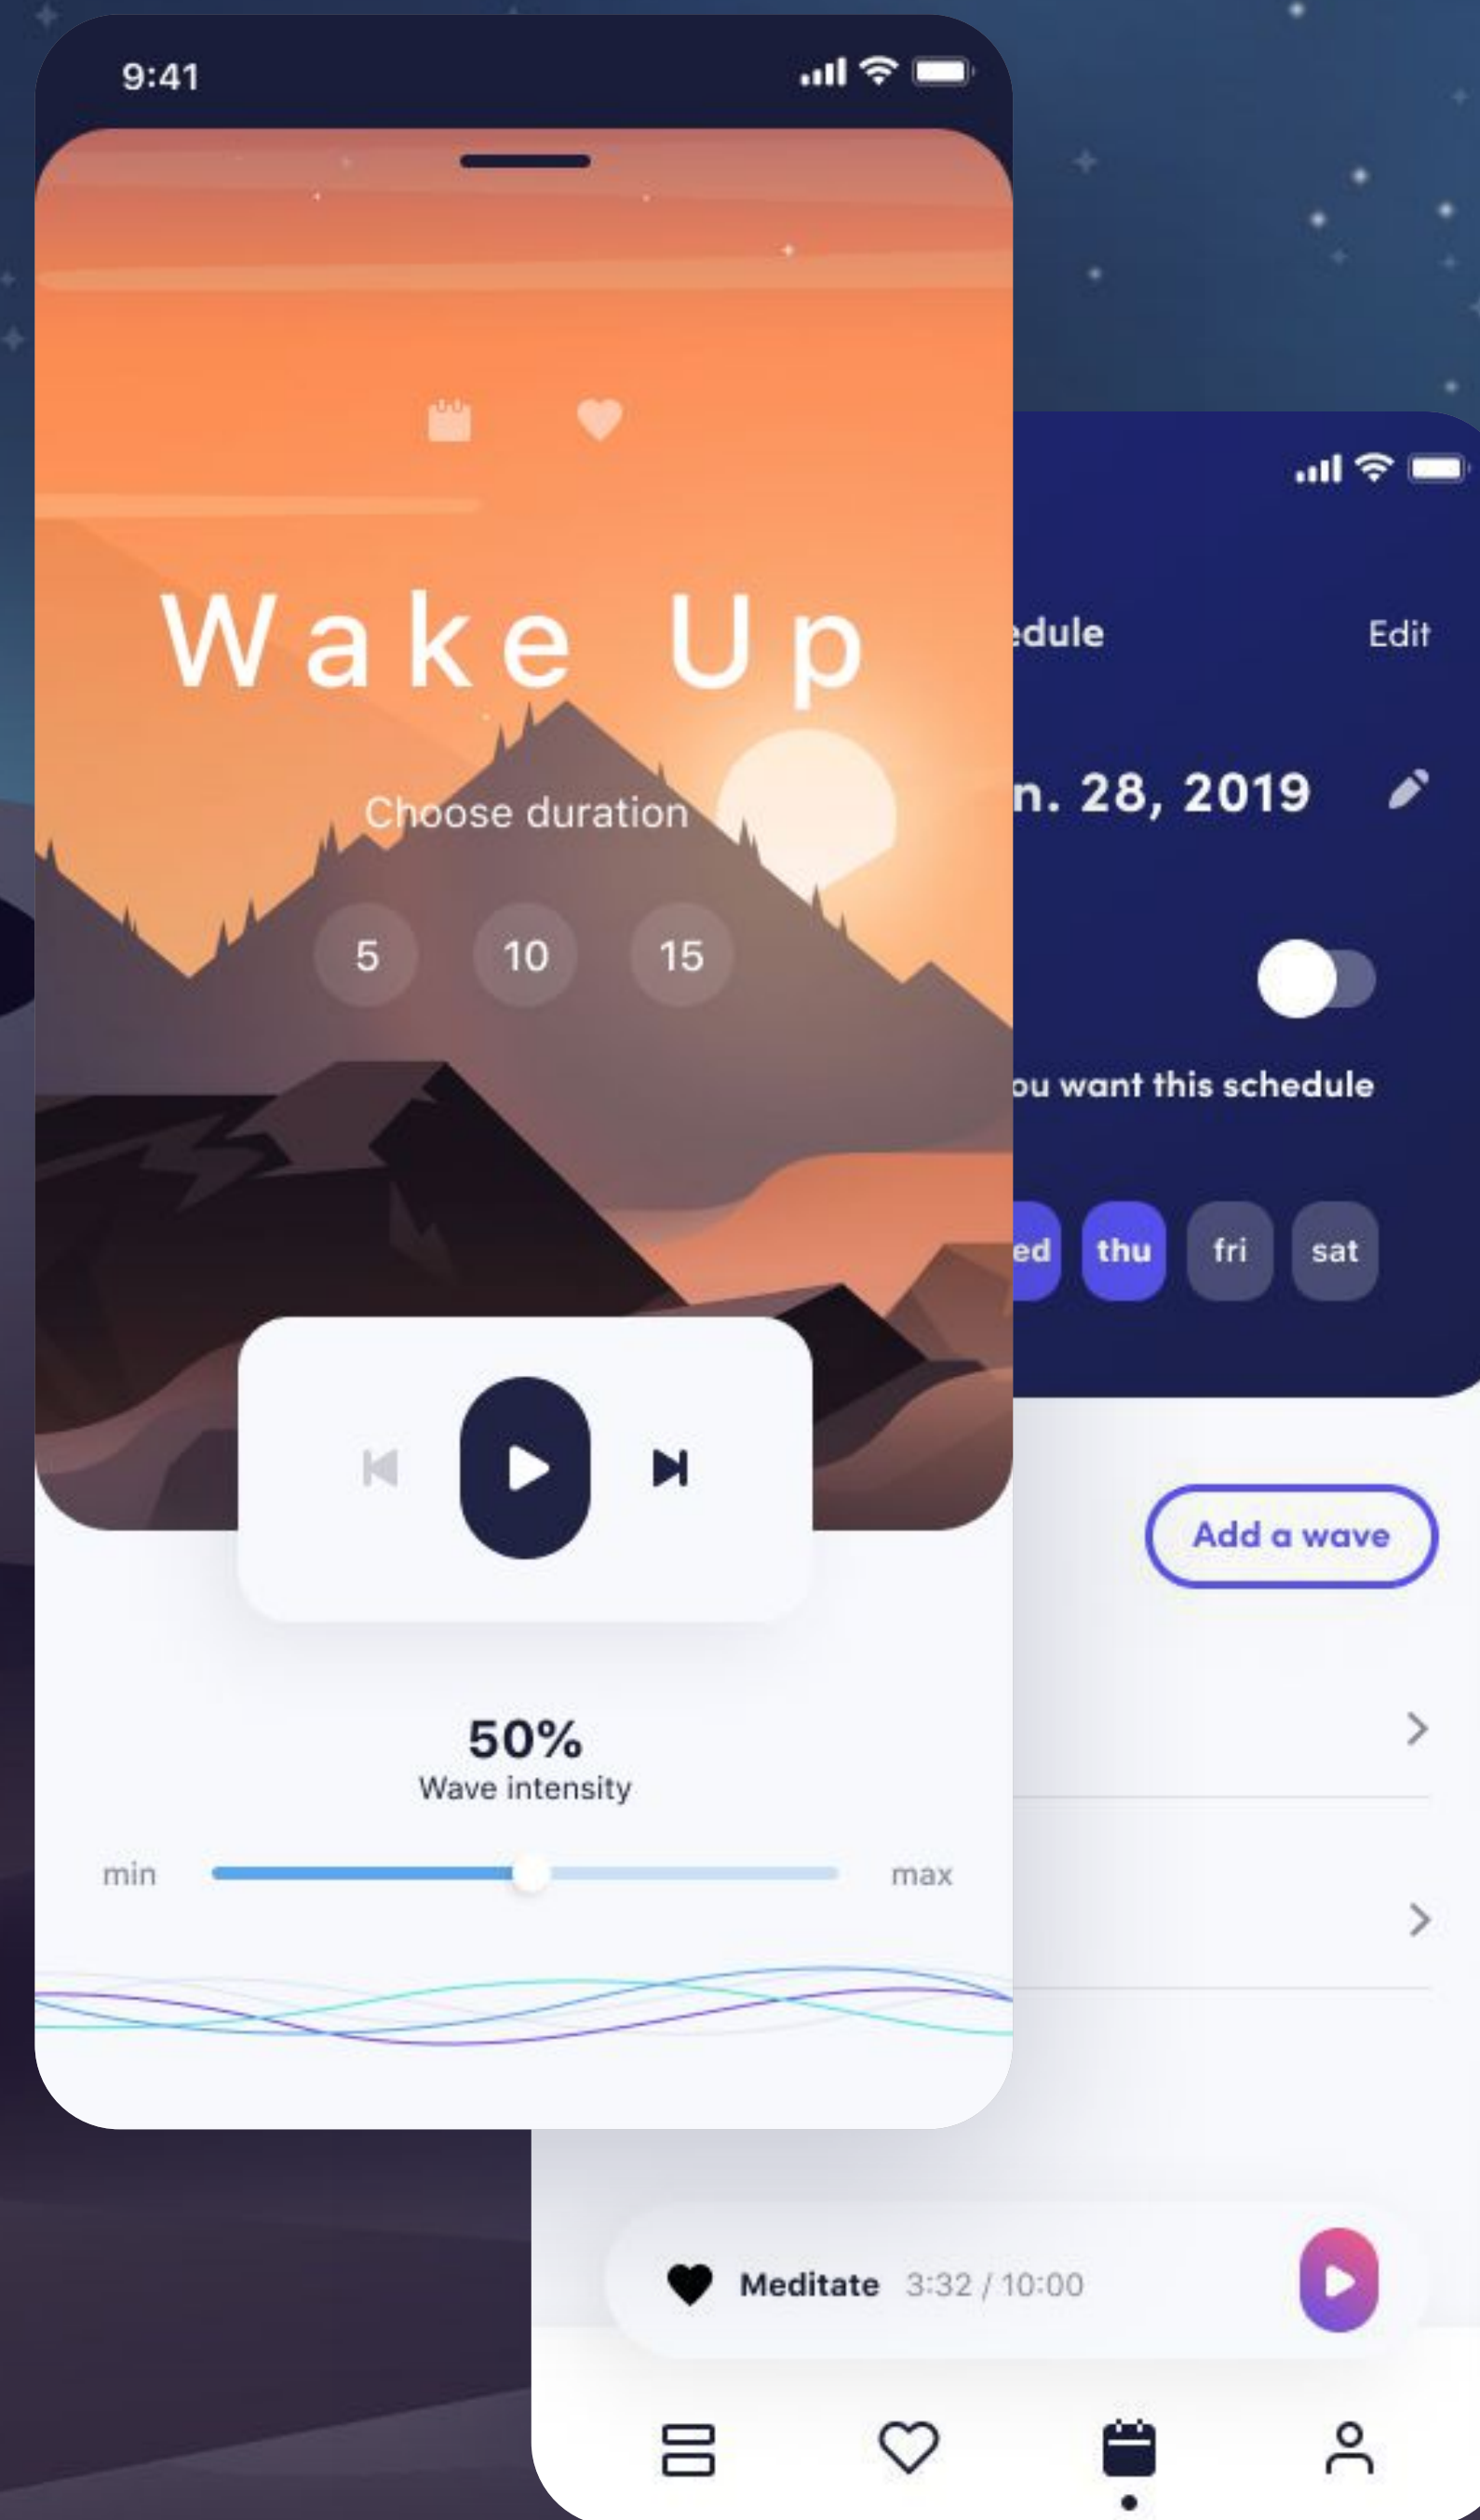 9:41
Wake Up
Choose duration
5 10 15
50%
Wave intensity
min max
edule Edit
n. 28, 2019
ou want this schedule
ed thu fri sat
Add a wave
Meditate 3:32 / 10:00